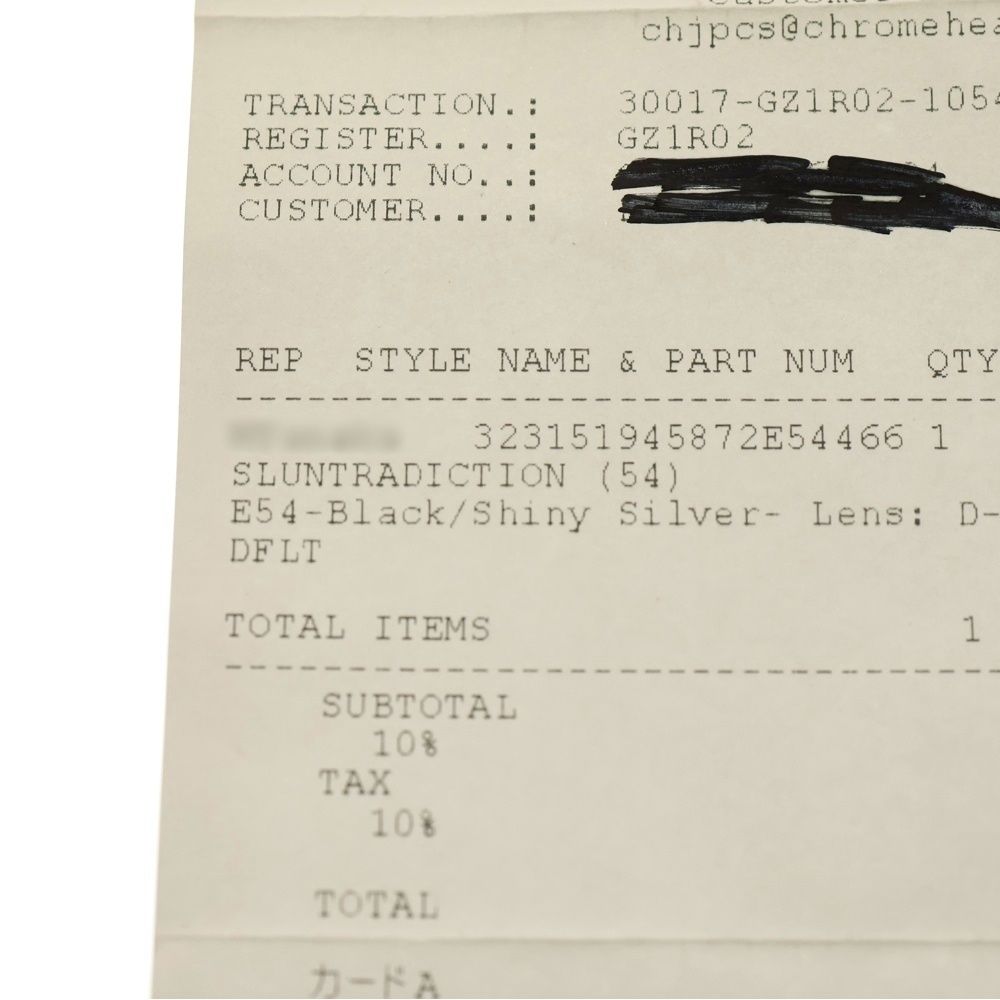 chjpcs@chromehea
TRANSACTION.: 30017-GZ1R02-1054
REGISTER....: GZ1R02
ACCOUNT NO..:
CUSTOMER....:
REP STYLE NAME & PART NUM QTY
323151945872E54466 1
SLUNTRADICTION (54)
E54-Black/Shiny Silver- Lens: D-
DFLT
TOTAL ITEMS 1
SUBTOTAL
10%
TAX
10%
TOTAL
カードA